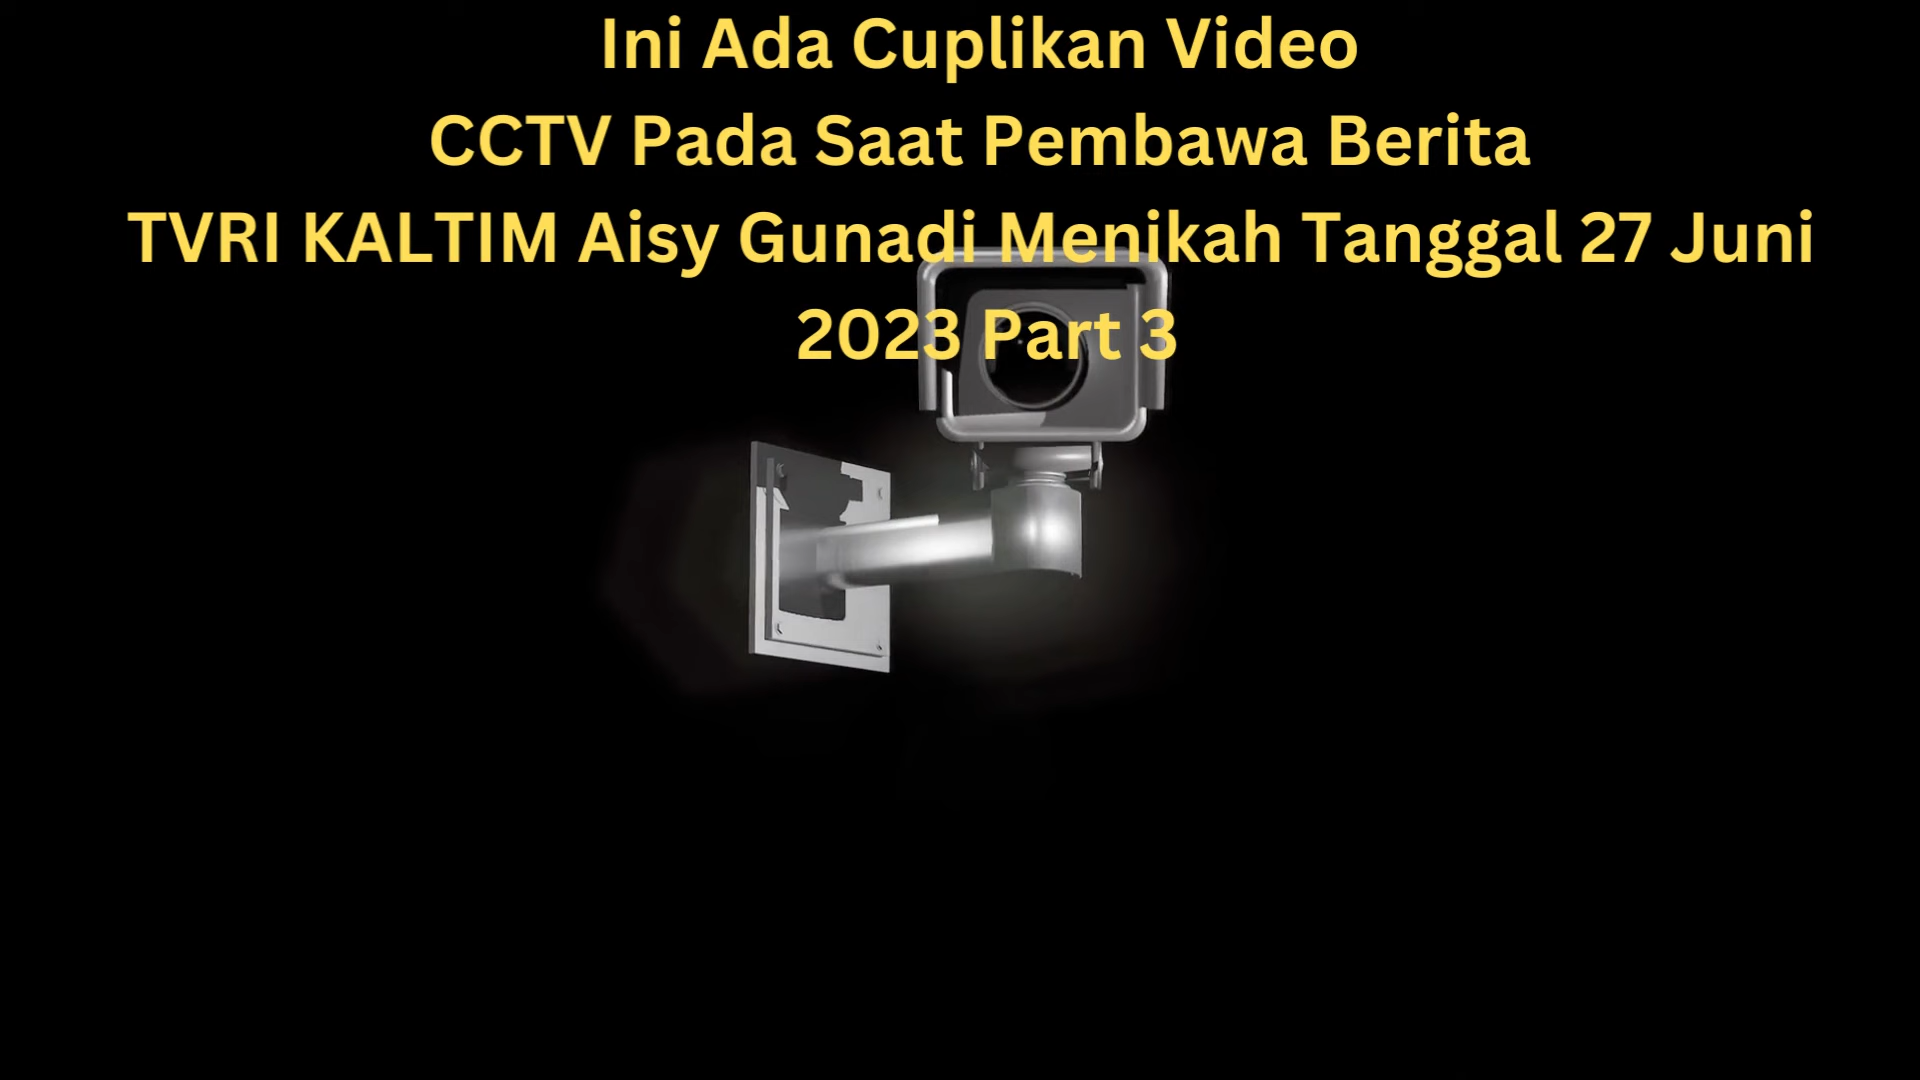 Ini Ada Cuplikan Video
CCTV Pada Saat Pembawa Berita
TVRI KALTIM Aisy Gunadi Menikah Tanggal 27 Juni
2023 Part 3